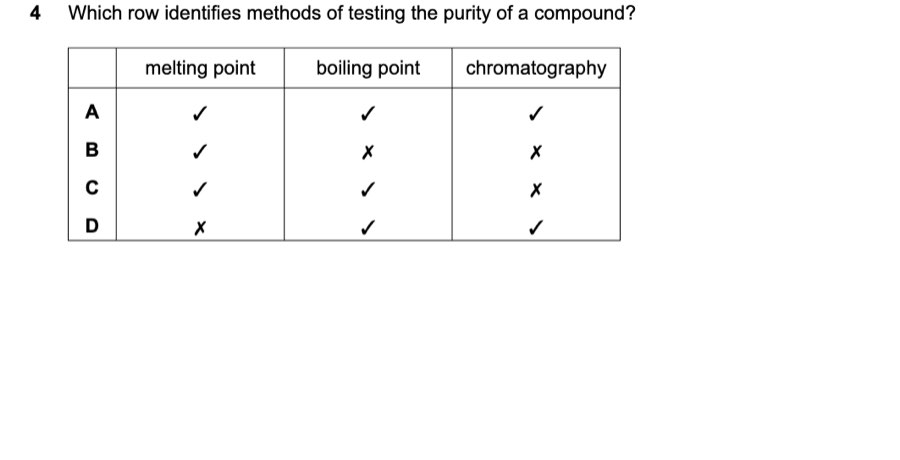 4 Which row identifies methods of testing the purity of a compound?
melting point boiling point chromatography
A ✓ ✓ ✓
B ✓ ✗ ✗
C ✓ ✓ ✗
D ✗ ✓ ✓